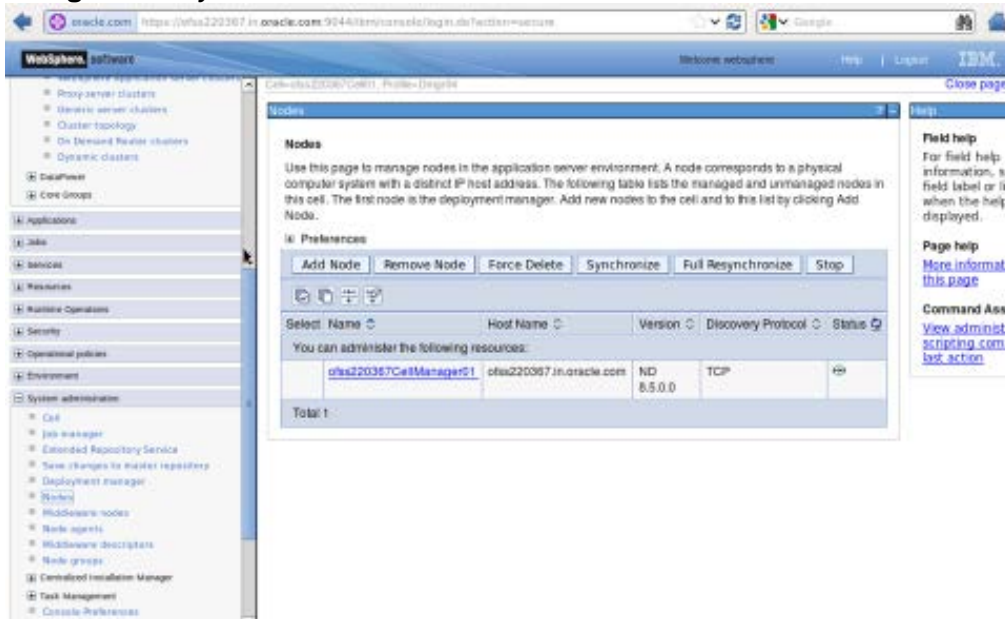 oracle.com https://ofss220367.in.oracle.com:9044/ibm/console/login.do?action=secure
Google
WebSphere. software
Welcome websphere
Help
Logout
IBM.
Proxy server clusters
Generic server clusters
Cluster topology
On Demand Router clusters
Dynamic clusters
DataPower
Core Groups
Applications
Jobs
Services
Resources
Runtime Operations
Security
Operational policies
Environment
System administration
Cell
Job manager
Extended Repository Service
Save changes to master repository
Deployment manager
Nodes
Middleware nodes
Node agents
Middleware descriptors
Node groups
Centralized Installation Manager
Task Management
Console Preferences
Close page
Nodes
? -
Nodes
Use this page to manage nodes in the application server environment. A node corresponds to a physical
computer system with a distinct IP host address. The following table lists the managed and unmanaged nodes in
this cell. The first node is the deployment manager. Add new nodes to the cell and to this list by clicking Add
Node.
Preferences
Add Node Remove Node Force Delete Synchronize Full Resynchronize Stop
Select Name Host Name Version Discovery Protocol Status
You can administer the following resources:
ofss220367CellManager01 ofss220367.in.oracle.com ND TCP
8.5.0.0
Total 1
Help
Field help
For field help
information, s
field label or li
when the help
displayed.
Page help
More informat
this page
Command Ass
View administ
scripting com
last action